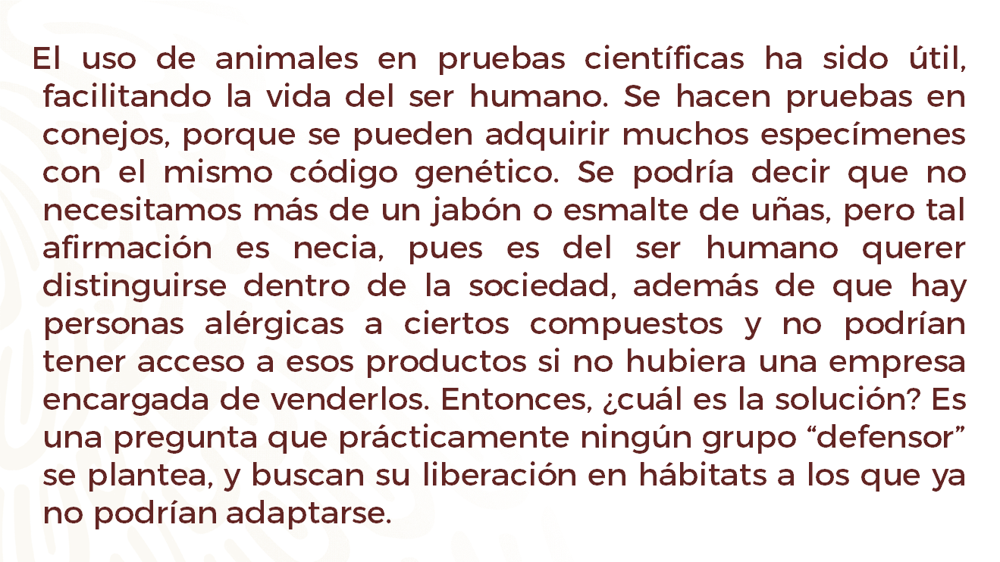 El uso de animales en pruebas científicas ha sido útil,
facilitando la vida del ser humano. Se hacen pruebas en
conejos, porque se pueden adquirir muchos especímenes
con el mismo código genético. Se podría decir que no
necesitamos más de un jabón o esmalte de uñas, pero tal
afirmación es necia, pues es del ser humano querer
distinguirse dentro de la sociedad, además de que hay
personas alérgicas a ciertos compuestos y no podrían
tener acceso a esos productos si no hubiera una empresa
encargada de venderlos. Entonces, ¿cuál es la solución? Es
una pregunta que prácticamente ningún grupo “defensor”
se plantea, y buscan su liberación en hábitats a los que ya
no podrían adaptarse.